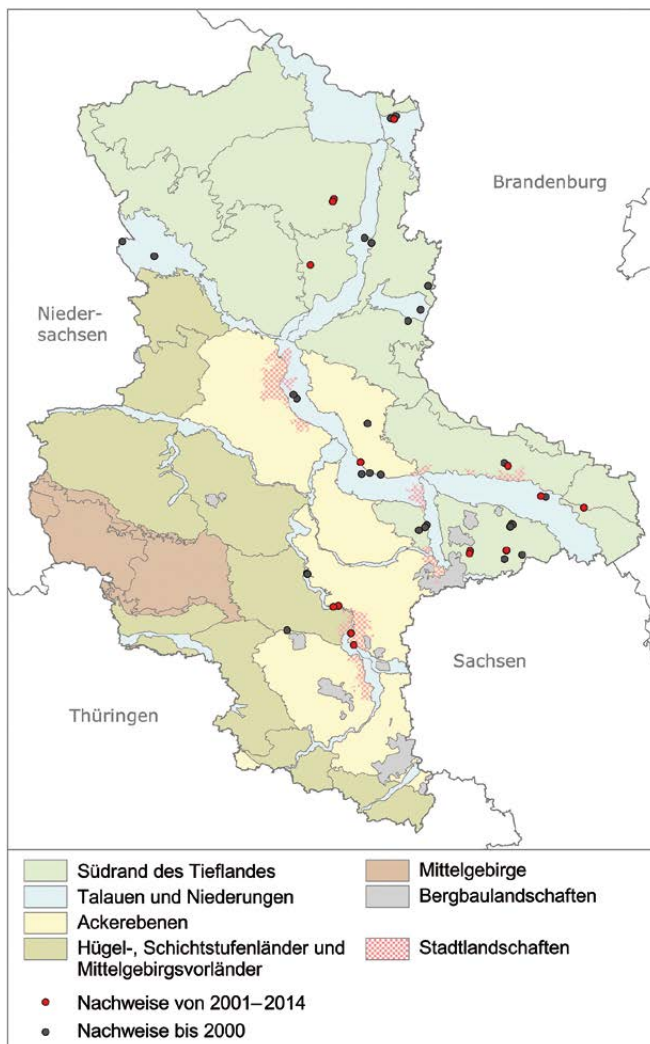 Brandenburg
Nieder-
sachsen
Sachsen
Thüringen
Südrand des Tieflandes
Talauen und Niederungen
Ackerebenen
Hügel-, Schichtstufenländer und
Mittelgebirgsvorländer
Mittelgebirge
Bergbaulandschaften
Stadtlandschaften
Nachweise von 2001–2014
Nachweise bis 2000